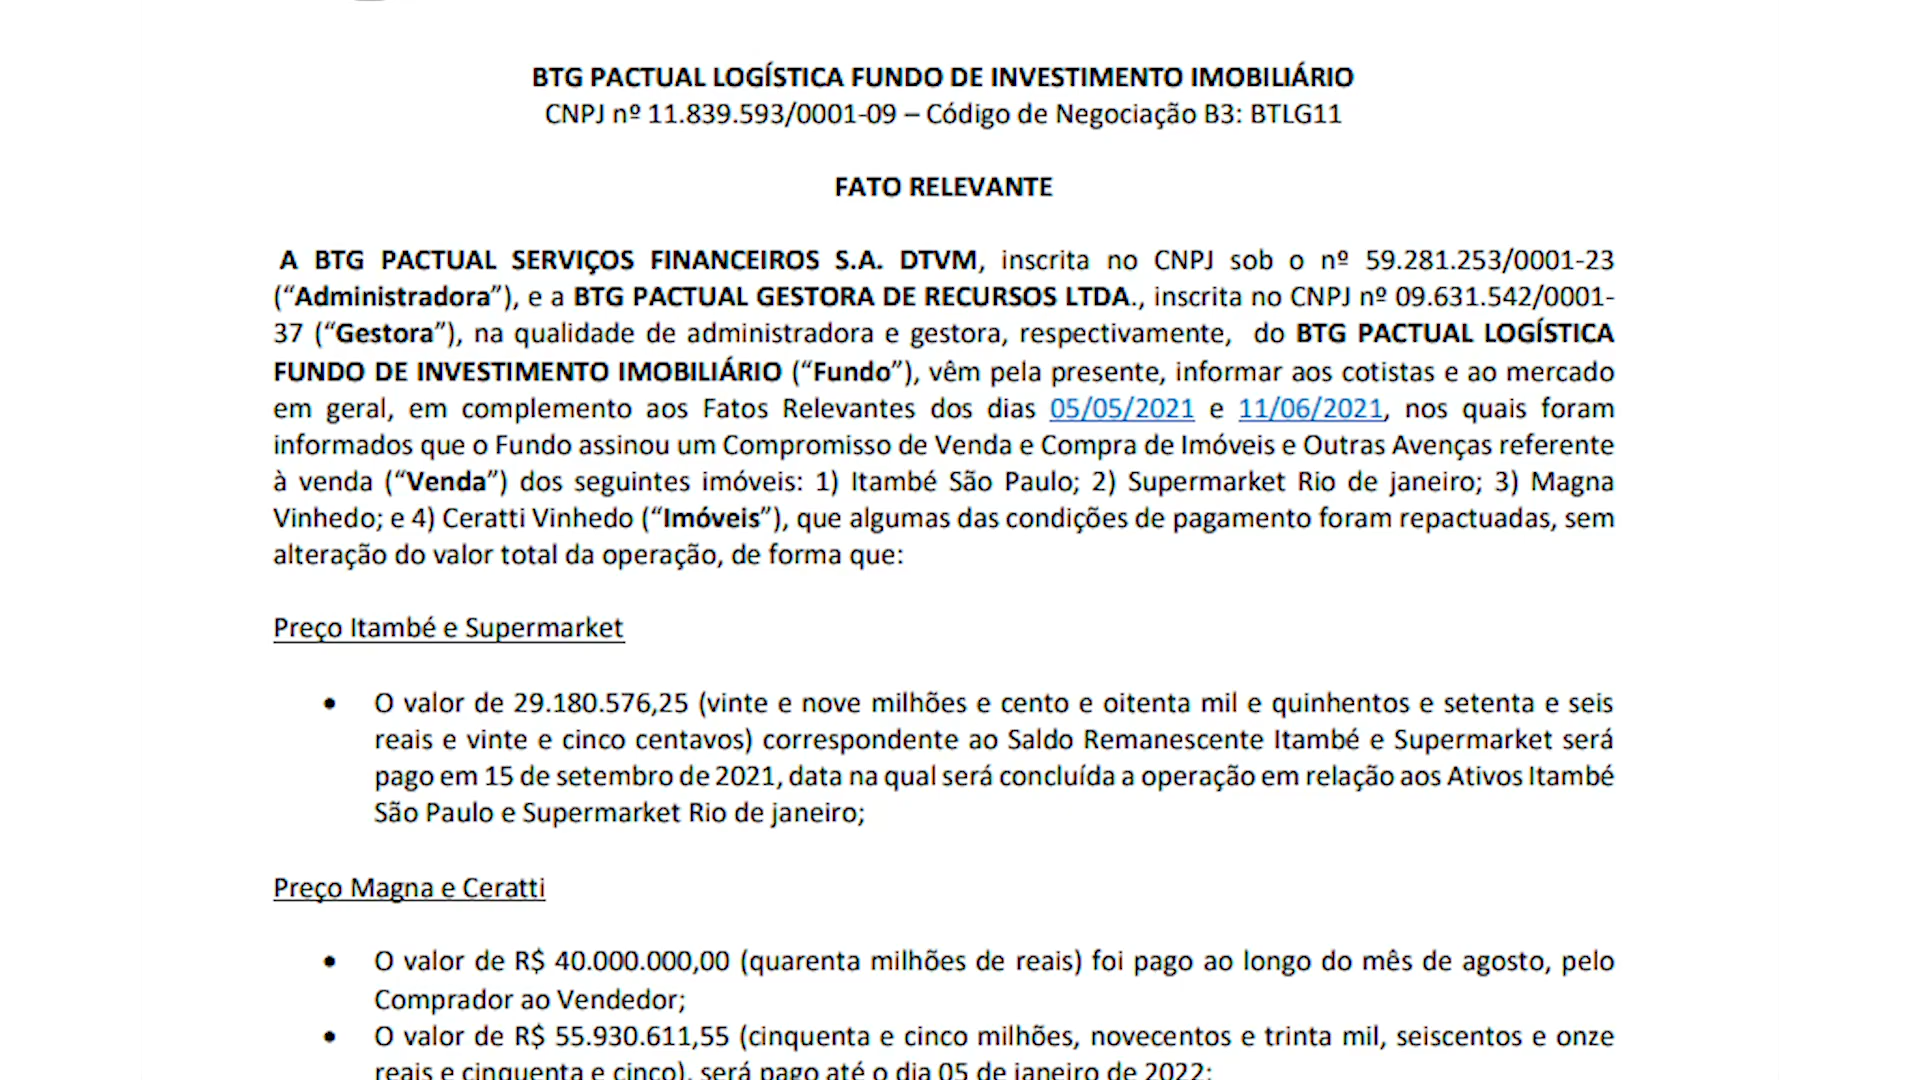 BTG PACTUAL LOGÍSTICA FUNDO DE INVESTIMENTO IMOBILIÁRIO
CNPJ nº 11.839.593/0001-09 – Código de Negociação B3: BTLG11
FATO RELEVANTE
A BTG PACTUAL SERVIÇOS FINANCEIROS S.A. DTVM, inscrita no CNPJ sob o nº 59.281.253/0001-23
(“Administradora”), e a BTG PACTUAL GESTORA DE RECURSOS LTDA., inscrita no CNPJ nº 09.631.542/0001-
37 (“Gestora”), na qualidade de administradora e gestora, respectivamente, do BTG PACTUAL LOGÍSTICA
FUNDO DE INVESTIMENTO IMOBILIÁRIO (“Fundo”), vêm pela presente, informar aos cotistas e ao mercado
em geral, em complemento aos Fatos Relevantes dos dias 05/05/2021 e 11/06/2021, nos quais foram
informados que o Fundo assinou um Compromisso de Venda e Compra de Imóveis e Outras Avenças referente
à venda (“Venda”) dos seguintes imóveis: 1) Itambé São Paulo; 2) Supermarket Rio de janeiro; 3) Magna
Vinhedo; e 4) Ceratti Vinhedo (“Imóveis”), que algumas das condições de pagamento foram repactuadas, sem
alteração do valor total da operação, de forma que:
Preço Itambé e Supermarket
• O valor de 29.180.576,25 (vinte e nove milhões e cento e oitenta mil e quinhentos e setenta e seis
reais e vinte e cinco centavos) correspondente ao Saldo Remanescente Itambé e Supermarket será
pago em 15 de setembro de 2021, data na qual será concluída a operação em relação aos Ativos Itambé
São Paulo e Supermarket Rio de janeiro;
Preço Magna e Ceratti
• O valor de R$ 40.000.000,00 (quarenta milhões de reais) foi pago ao longo do mês de agosto, pelo
Comprador ao Vendedor;
• O valor de R$ 55.930.611,55 (cinquenta e cinco milhões, novecentos e trinta mil, seiscentos e onze
reais e cinquenta e cinco), será pago até o dia 05 de janeiro de 2022;